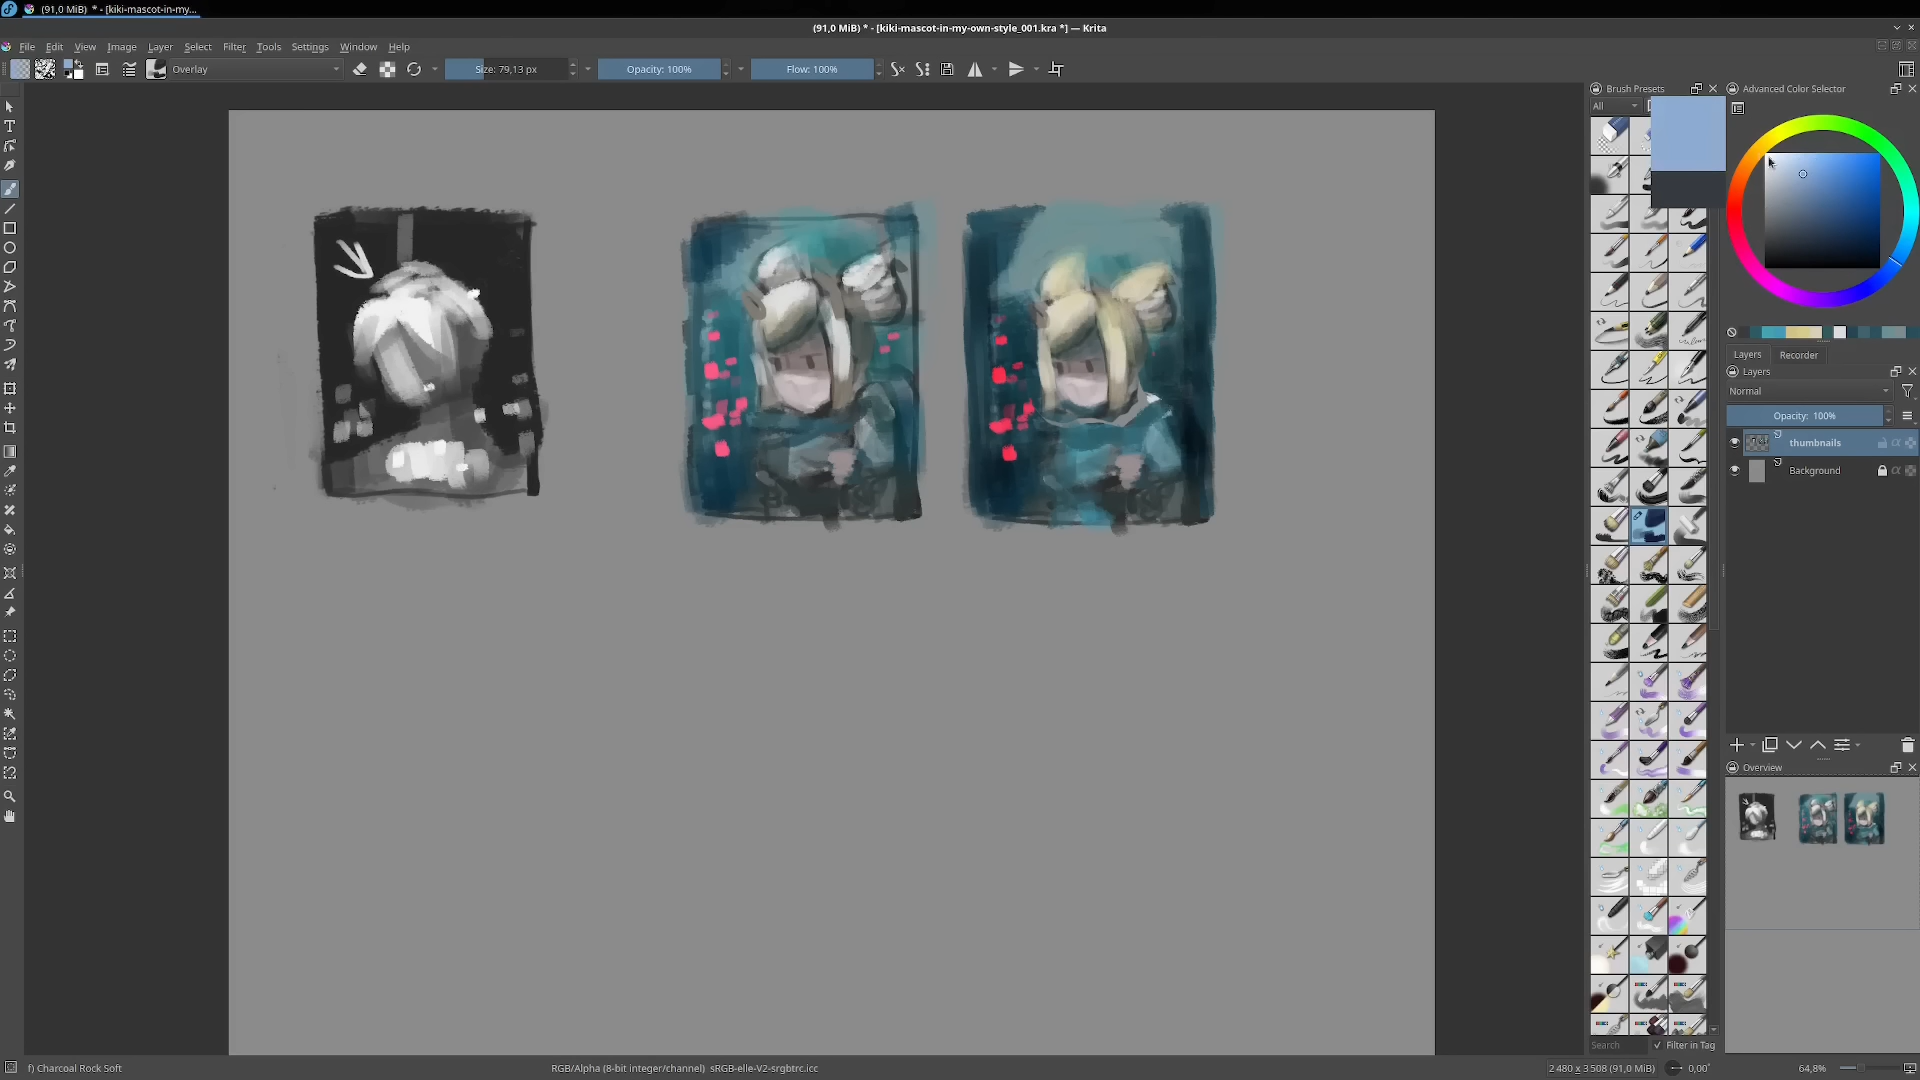 (91,0 MiB) * - [kiki-mascot-in-my...
(91,0 MiB) * - [kiki-mascot-in-my-own-style_001.kra *] — Krita
File Edit View Image Layer Select Filter Tools Settings Window Help
Overlay
Size: 79,13 px
Opacity: 100%
Flow: 100%
Brush Presets
All
Advanced Color Selector
Layers Recorder
Layers
Normal
Opacity: 100%
thumbnails
Background
Overview
Search
Filter in Tag
f) Charcoal Rock Soft
RGB/Alpha (8-bit integer/channel) sRGB-elle-V2-srgbtrc.icc
2 480 x 3 508 (91,0 MiB)
0,00°
64,8%